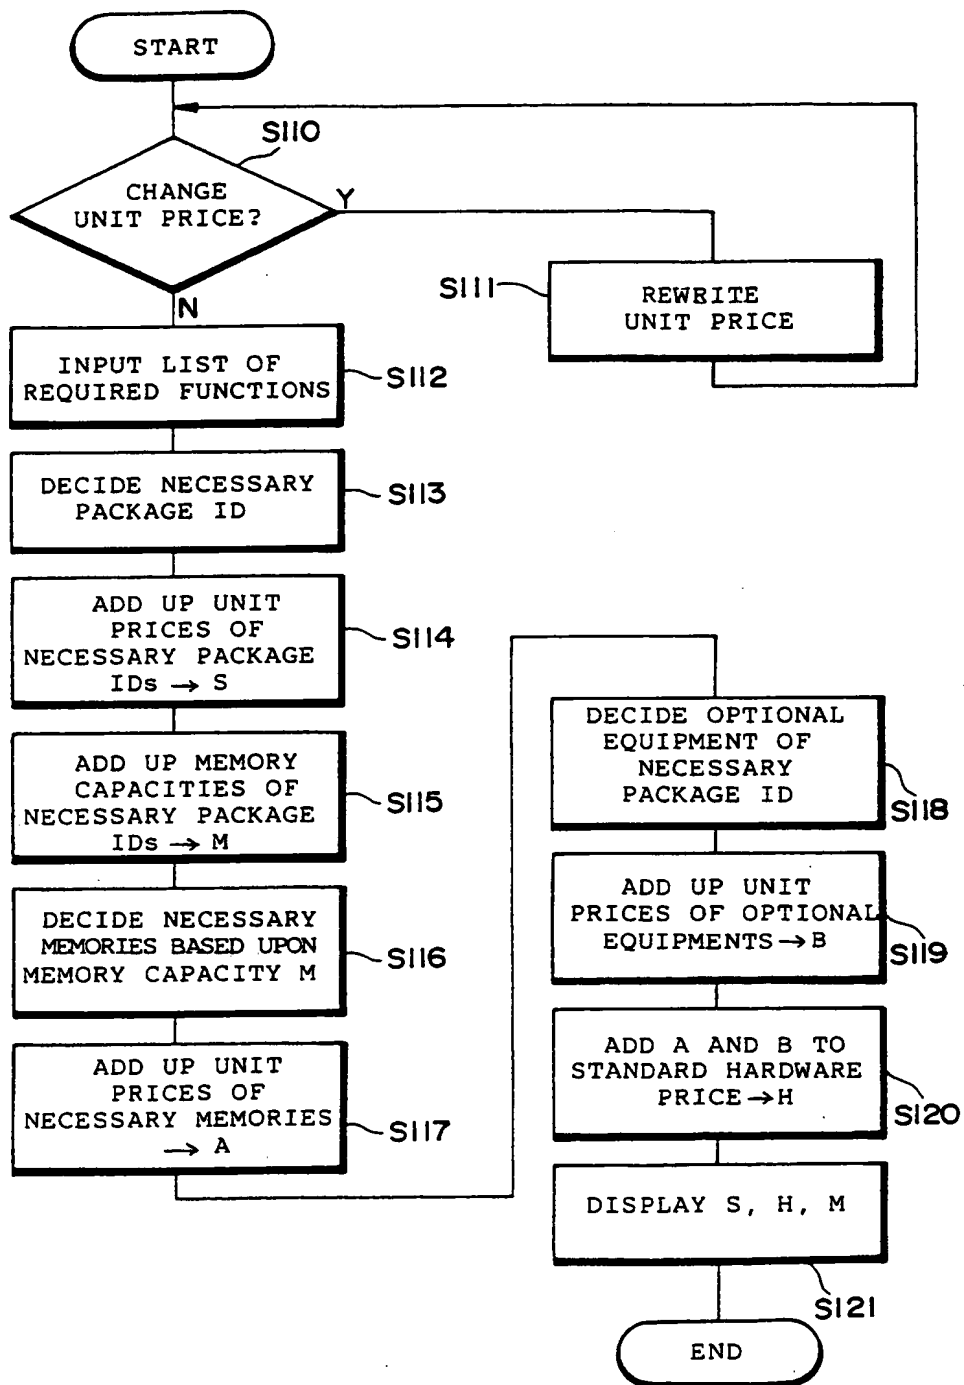 START
S110
CHANGE
UNIT PRICE?
Y
N
S111
REWRITE
UNIT PRICE
INPUT LIST OF
REQUIRED FUNCTIONS
S112
DECIDE NECESSARY
PACKAGE ID
S113
ADD UP UNIT
PRICES OF
NECESSARY PACKAGE
IDs → S
S114
ADD UP MEMORY
CAPACITIES OF
NECESSARY PACKAGE
IDs → M
S115
DECIDE NECESSARY
MEMORIES BASED UPON
MEMORY CAPACITY M
S116
ADD UP UNIT
PRICES OF
NECESSARY MEMORIES
→ A
S117
DECIDE OPTIONAL
EQUIPMENT OF
NECESSARY
PACKAGE ID
S118
ADD UP UNIT
PRICES OF OPTIONAL
EQUIPMENTS → B
S119
ADD A AND B TO
STANDARD HARDWARE
PRICE → H
S120
DISPLAY S, H, M
S121
END